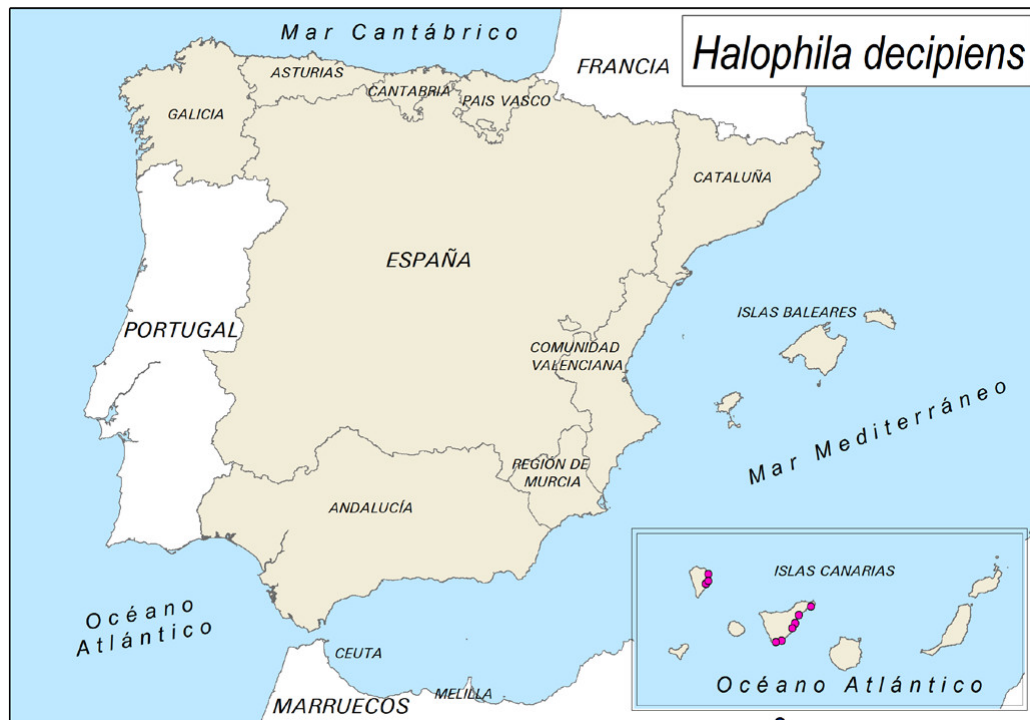 Mar Cantábrico
Halophila decipiens
FRANCIA
ASTURIAS
CANTABRIA
PAIS VASCO
GALICIA
CATALUÑA
ESPAÑA
ISLAS BALEARES
PORTUGAL
COMUNIDAD
VALENCIANA
Mar Mediterráneo
REGIÓN DE
MURCIA
ANDALUCÍA
ISLAS CANARIAS
Océano
Atlántico
CEUTA
Océano Atlántico
MELILLA
MARRUECOS